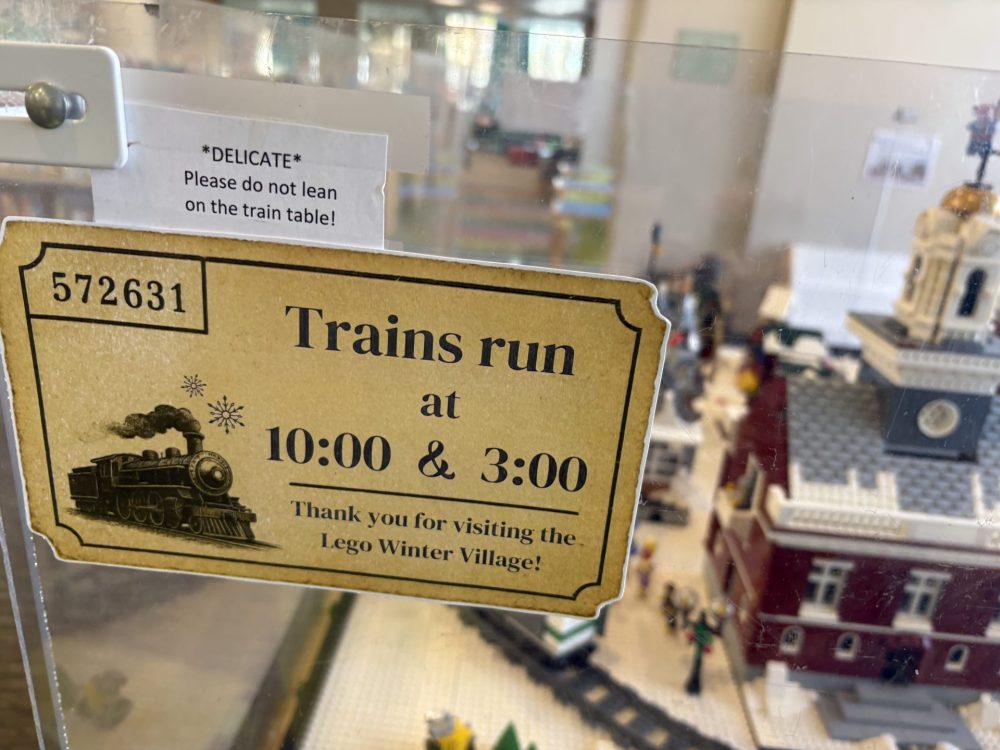 *DELICATE*
Please do not lean
on the train table!
572631
Trains run
at
10:00 & 3:00
Thank you for visiting the
Lego Winter Village!